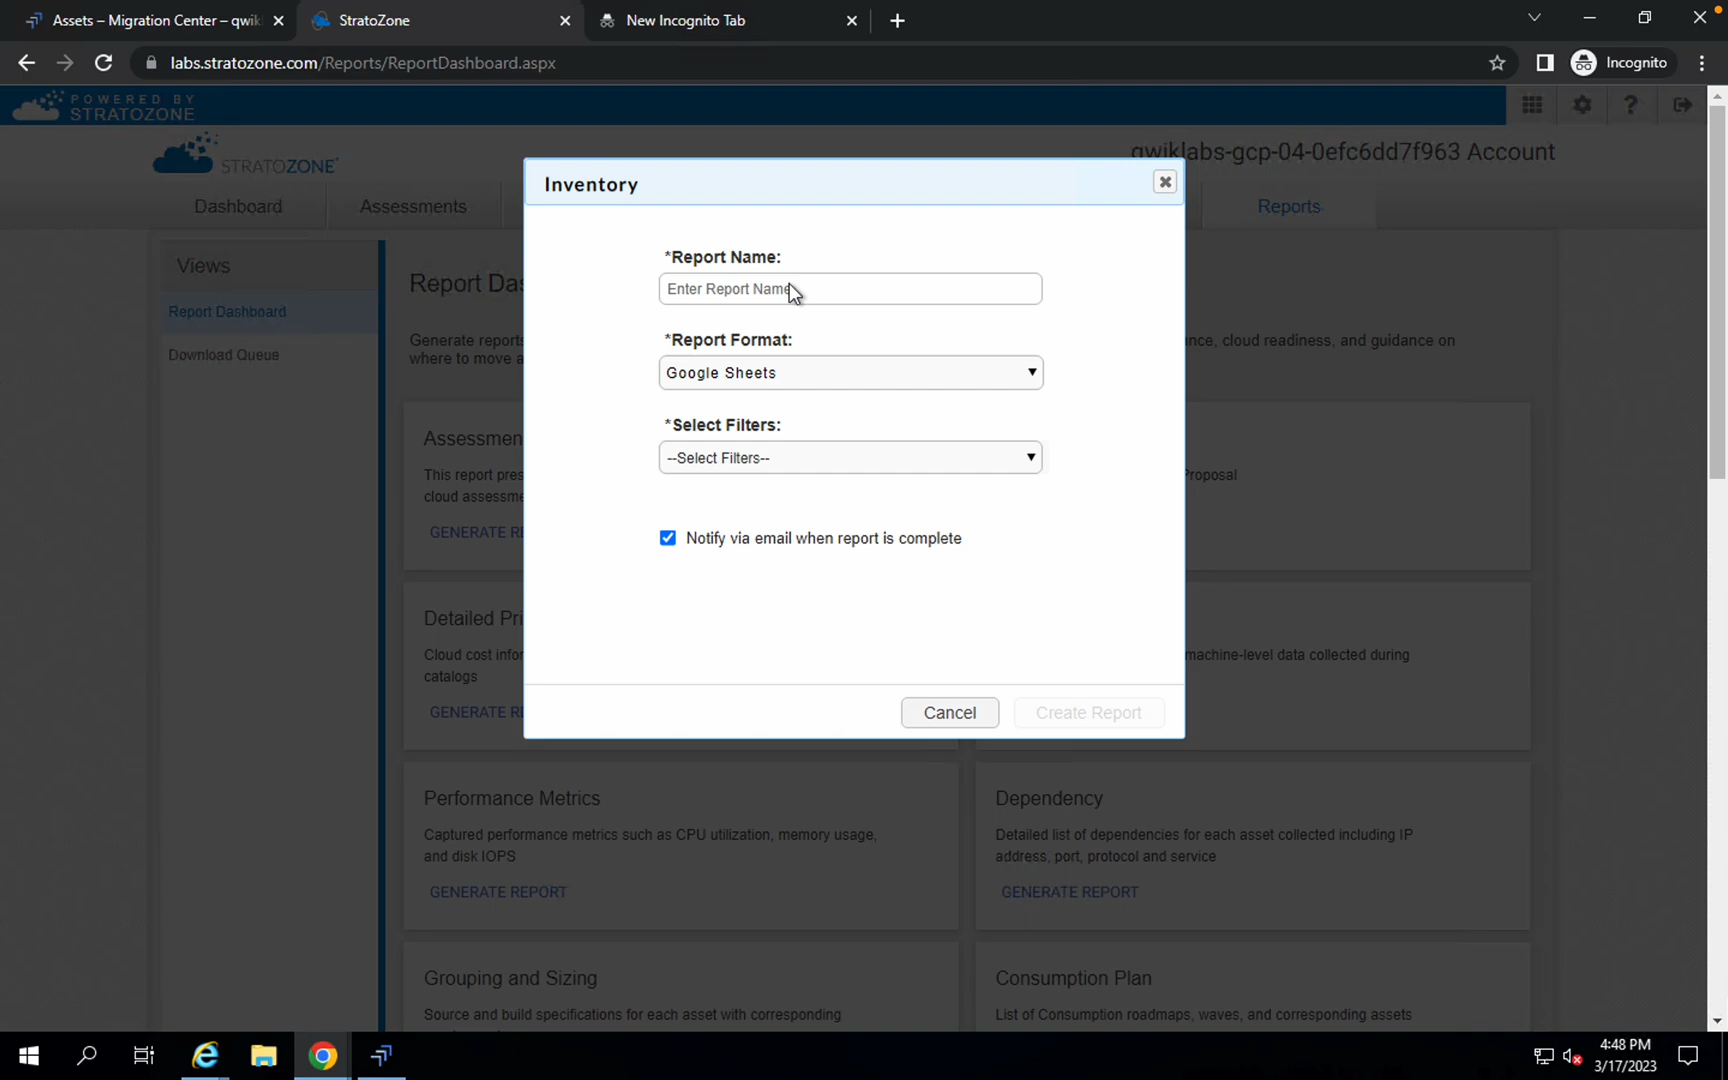 Assets – Migration Center – qwikl
StratoZone
New Incognito Tab
labs.stratozone.com/Reports/ReportDashboard.aspx
Incognito
POWERED BY
STRATOZONE
STRATOZONE
qwiklabs-gcp-04-0efc6dd7f963 Account
Dashboard
Assessments
Reports
Views
Report Dashboard
Download Queue
Report Das
Generate reports
where to move a
nce, cloud readiness, and guidance on
Inventory
*Report Name:
Enter Report Name
*Report Format:
Google Sheets
*Select Filters:
--Select Filters--
Notify via email when report is complete
Cancel
Create Report
Assessmen
This report pres
cloud assessme
GENERATE RE
Proposal
Detailed Pri
Cloud cost infor
catalogs
GENERATE RE
machine-level data collected during
Performance Metrics
Captured performance metrics such as CPU utilization, memory usage,
and disk IOPS
GENERATE REPORT
Dependency
Detailed list of dependencies for each asset collected including IP
address, port, protocol and service
GENERATE REPORT
Grouping and Sizing
Source and build specifications for each asset with corresponding
Consumption Plan
List of Consumption roadmaps, waves, and corresponding assets
4:48 PM
3/17/2023